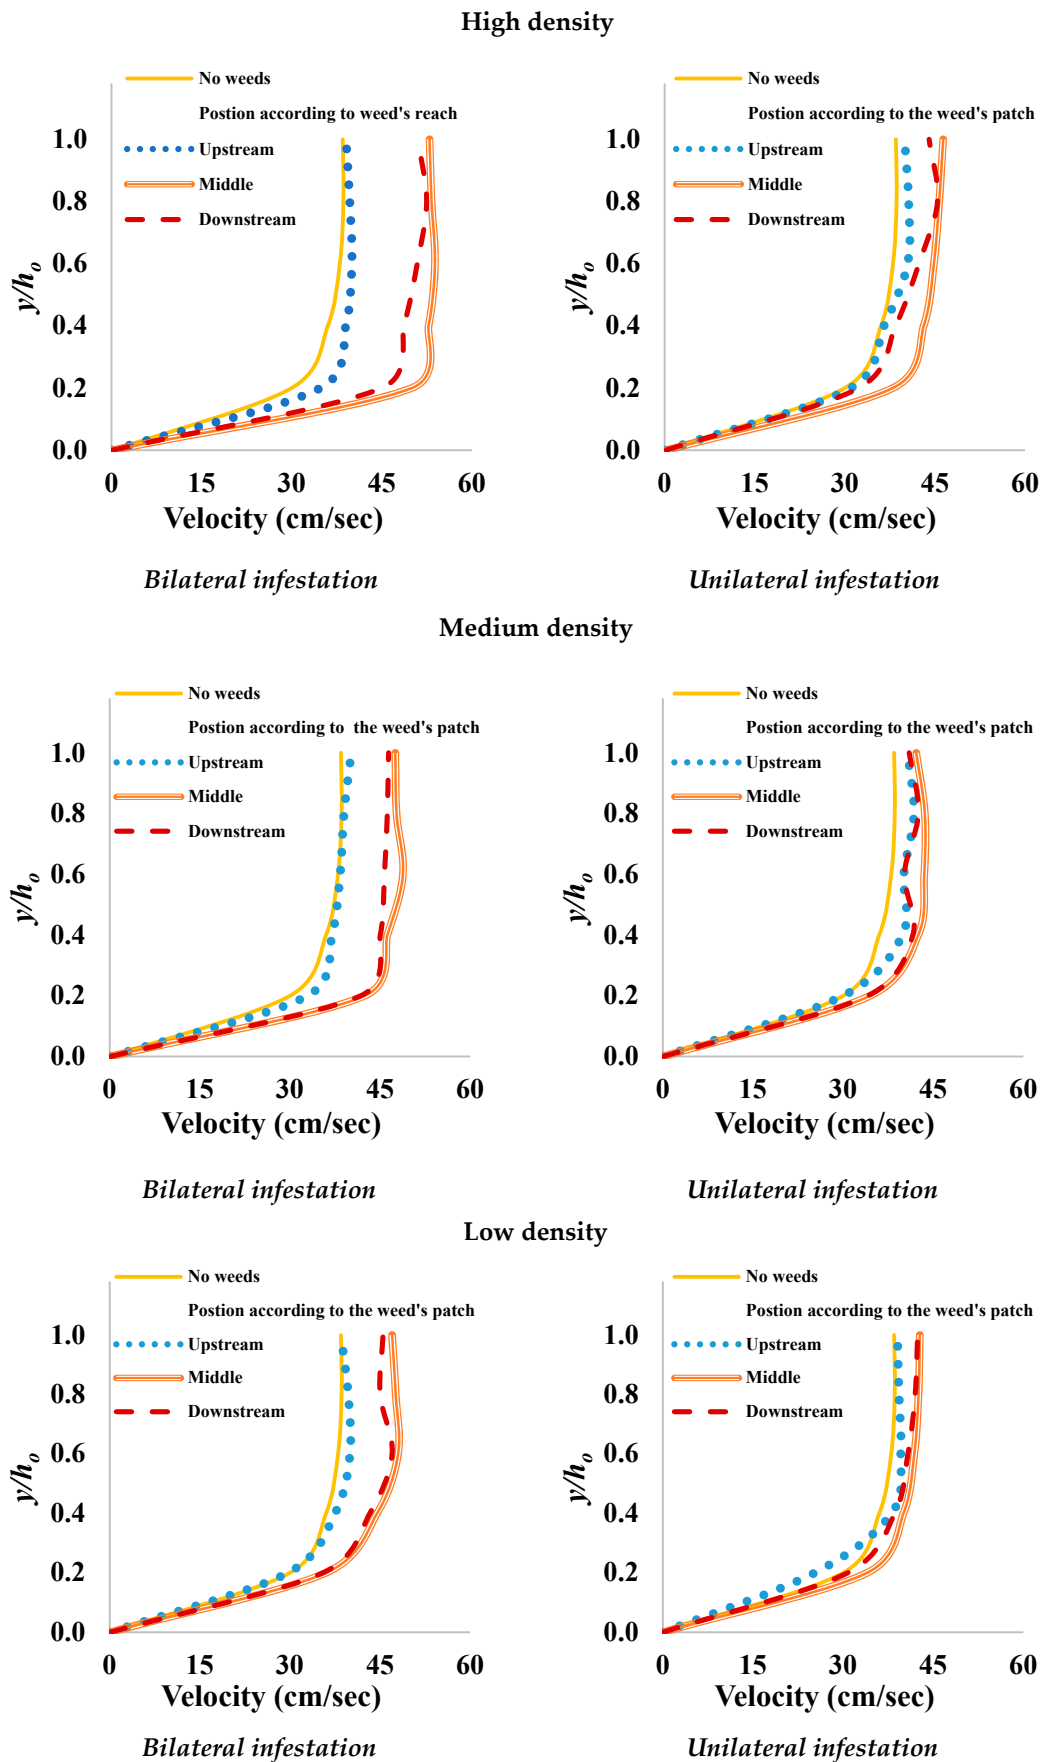 High density
No weeds
Postion according to weed's reach
Upstream
Middle
Downstream
1.0
0.8
0.6
0.4
0.2
0.0
y/ho
0 15 30 45 60
Velocity (cm/sec)
Bilateral infestation
No weeds
Postion according to the weed's patch
Upstream
Middle
Downstream
1.0
0.8
0.6
0.4
0.2
0.0
y/ho
0 15 30 45 60
Velocity (cm/sec)
Unilateral infestation
Medium density
No weeds
Postion according to the weed's patch
Upstream
Middle
Downstream
1.0
0.8
0.6
0.4
0.2
0.0
y/ho
0 15 30 45 60
Velocity (cm/sec)
Bilateral infestation
No weeds
Postion according to the weed's patch
Upstream
Middle
Downstream
1.0
0.8
0.6
0.4
0.2
0.0
y/ho
0 15 30 45 60
Velocity (cm/sec)
Unilateral infestation
Low density
No weeds
Postion according to the weed's patch
Upstream
Middle
Downstream
1.0
0.8
0.6
0.4
0.2
0.0
y/ho
0 15 30 45 60
Velocity (cm/sec)
Bilateral infestation
No weeds
Postion according to the weed's patch
Upstream
Middle
Downstream
1.0
0.8
0.6
0.4
0.2
0.0
y/ho
0 15 30 45 60
Velocity (cm/sec)
Unilateral infestation